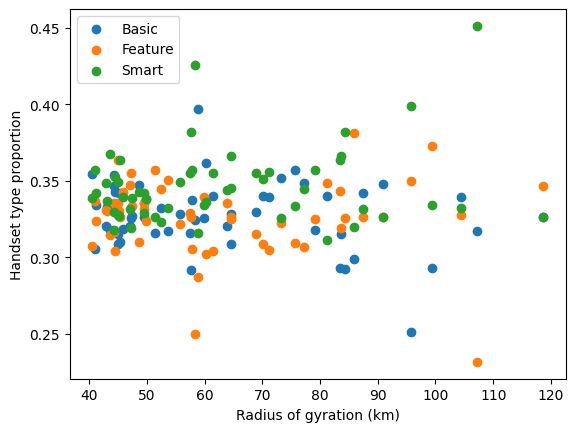 Basic
Feature
Smart
Handset type proportion
0.45
0.40
0.35
0.30
0.25
40 50 60 70 80 90 100 110 120
Radius of gyration (km)